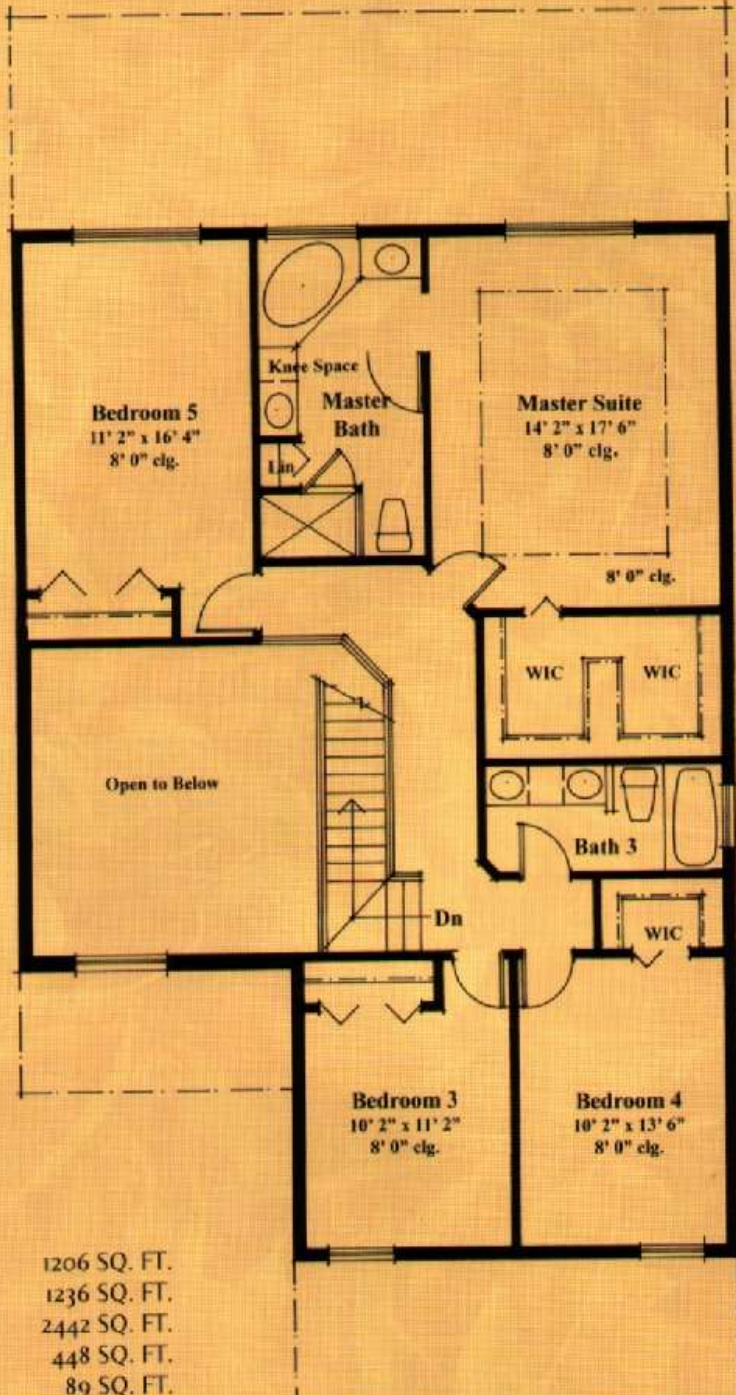 Knee Space
Master
Bath
Lin
Bedroom 5
11' 2" x 16' 4"
8' 0" clg.
Master Suite
14' 2" x 17' 6"
8' 0" clg.
8' 0" clg.
WIC
WIC
Open to Below
Bath 3
Dn
WIC
Bedroom 3
10' 2" x 11' 2"
8' 0" clg.
Bedroom 4
10' 2" x 13' 6"
8' 0" clg.
1206 SQ. FT.
1236 SQ. FT.
2442 SQ. FT.
448 SQ. FT.
89 SQ. FT.